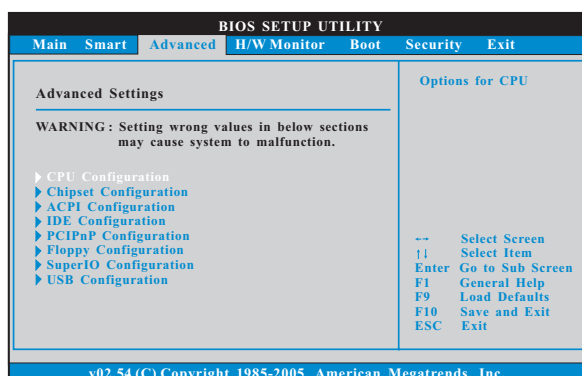 BIOS SETUP UTILITY
Main Smart Advanced H/W Monitor Boot Security Exit
Advanced Settings
WARNING : Setting wrong values in below sections
may cause system to malfunction.
CPU Configuration
Chipset Configuration
ACPI Configuration
IDE Configuration
PCIPnP Configuration
Floppy Configuration
SuperIO Configuration
USB Configuration
Options for CPU
←→ Select Screen
↑↓ Select Item
Enter Go to Sub Screen
F1 General Help
F9 Load Defaults
F10 Save and Exit
ESC Exit
v02.54 (C) Copyright 1985-2005, American Megatrends, Inc.